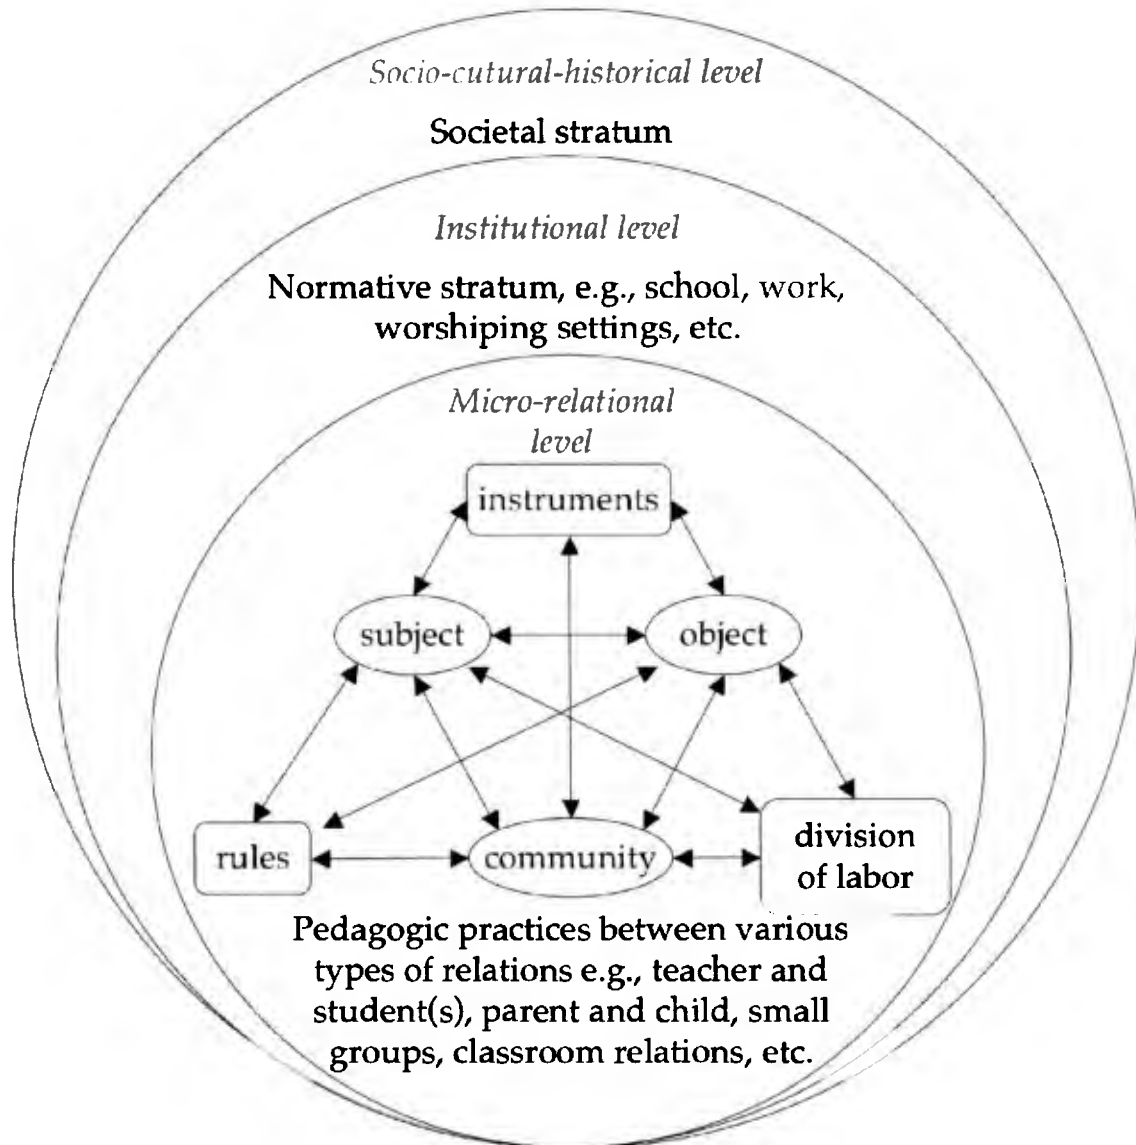 Socio-cutural-historical level
Societal stratum
Institutional level
Normative stratum, e.g., school, work,
worshiping settings, etc.
Micro-relational
level
instruments
subject
object
rules
community
division
of labor
Pedagogic practices between various
types of relations e.g., teacher and
student(s), parent and child, small
groups, classroom relations, etc.